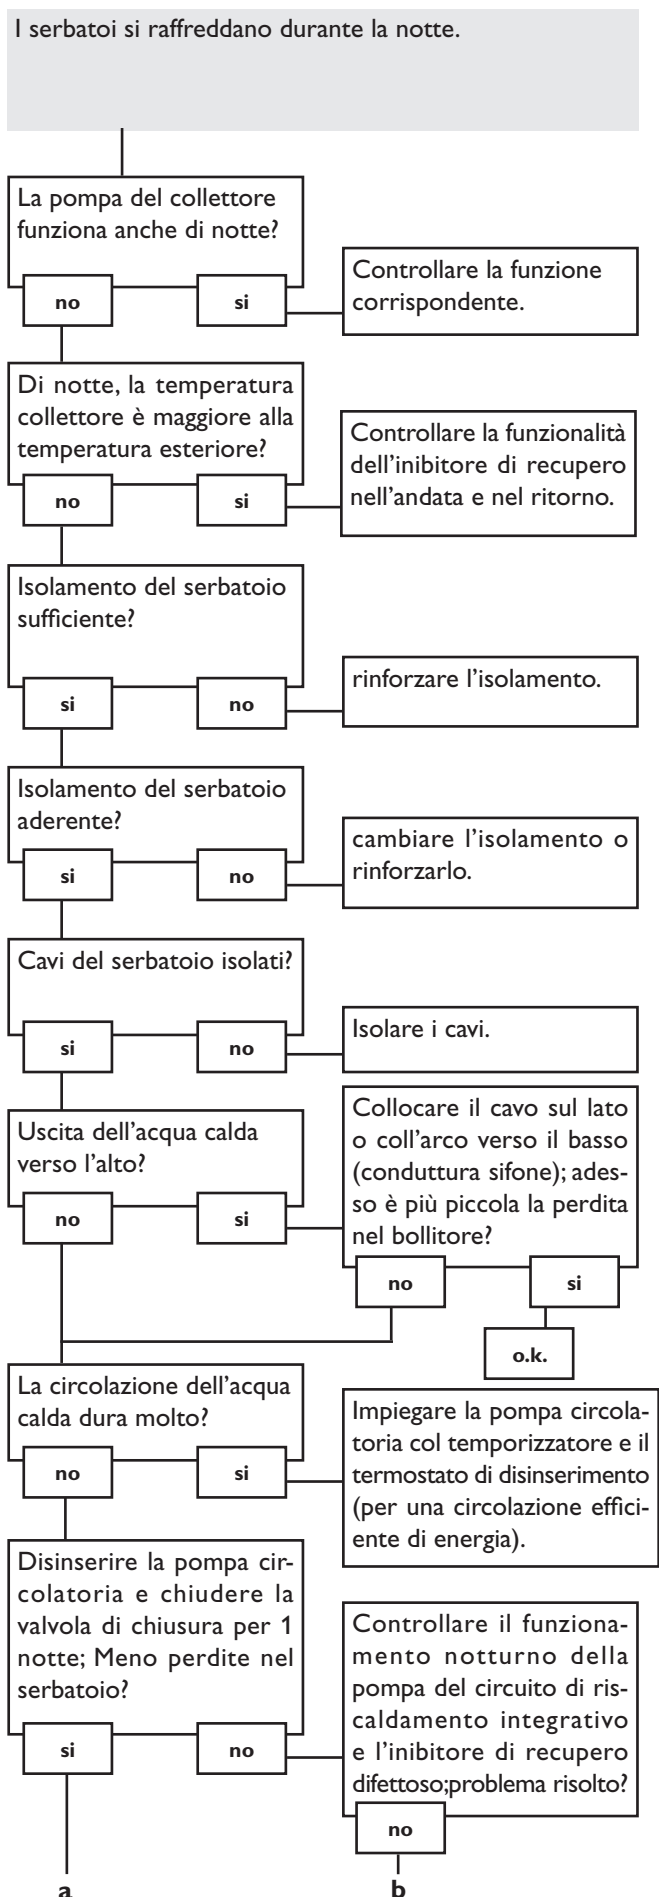 I serbatoi si raffreddano durante la notte.
La pompa del collettore
funziona anche di notte?
no
si
Controllare la funzione
corrispondente.
Di notte, la temperatura
collettore è maggiore alla
temperatura esteriore?
no
si
Controllare la funzionalità
dell'inibitore di recupero
nell'andata e nel ritorno.
Isolamento del serbatoio
sufficiente?
si
no
rinforzare l'isolamento.
Isolamento del serbatoio
aderente?
si
no
cambiare l'isolamento o
rinforzarlo.
Cavi del serbatoio isolati?
si
no
Isolare i cavi.
Uscita dell'acqua calda
verso l'alto?
no
si
Collocare il cavo sul lato
o coll'arco verso il basso
(conduttura sifone); ades-
so è più piccola la perdita
nel bollitore?
no
si
o.k.
La circolazione dell'acqua
calda dura molto?
no
si
Impiegare la pompa circola-
toria col temporizzatore e il
termostato di disinserimento
(per una circolazione effici-
ente di energia).
Disinserire la pompa cir-
colatoria e chiudere la
valvola di chiusura per 1
notte; Meno perdite nel
serbatoio?
si
no
Controllare il funziona-
mento notturno della
pompa del circuito di ris-
caldamento integrativo
e l'inibitore di recupero
difettoso;problema risolto?
no
a
b